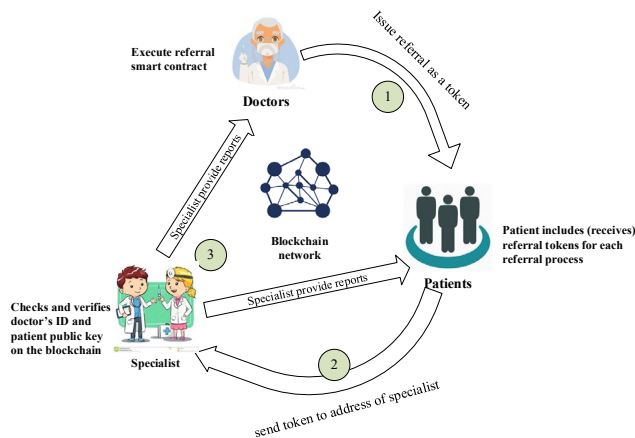 Execute referral
smart contract
Doctors
Issue referral as a token
1
Specialist provide reports
Blockchain
network
3
Patient includes (receives)
referral tokens for each
referral process
Patients
Specialist provide reports
Checks and verifies
doctor's ID and
patient public key
on the blockchain
Specialist
2
send token to address of specialist